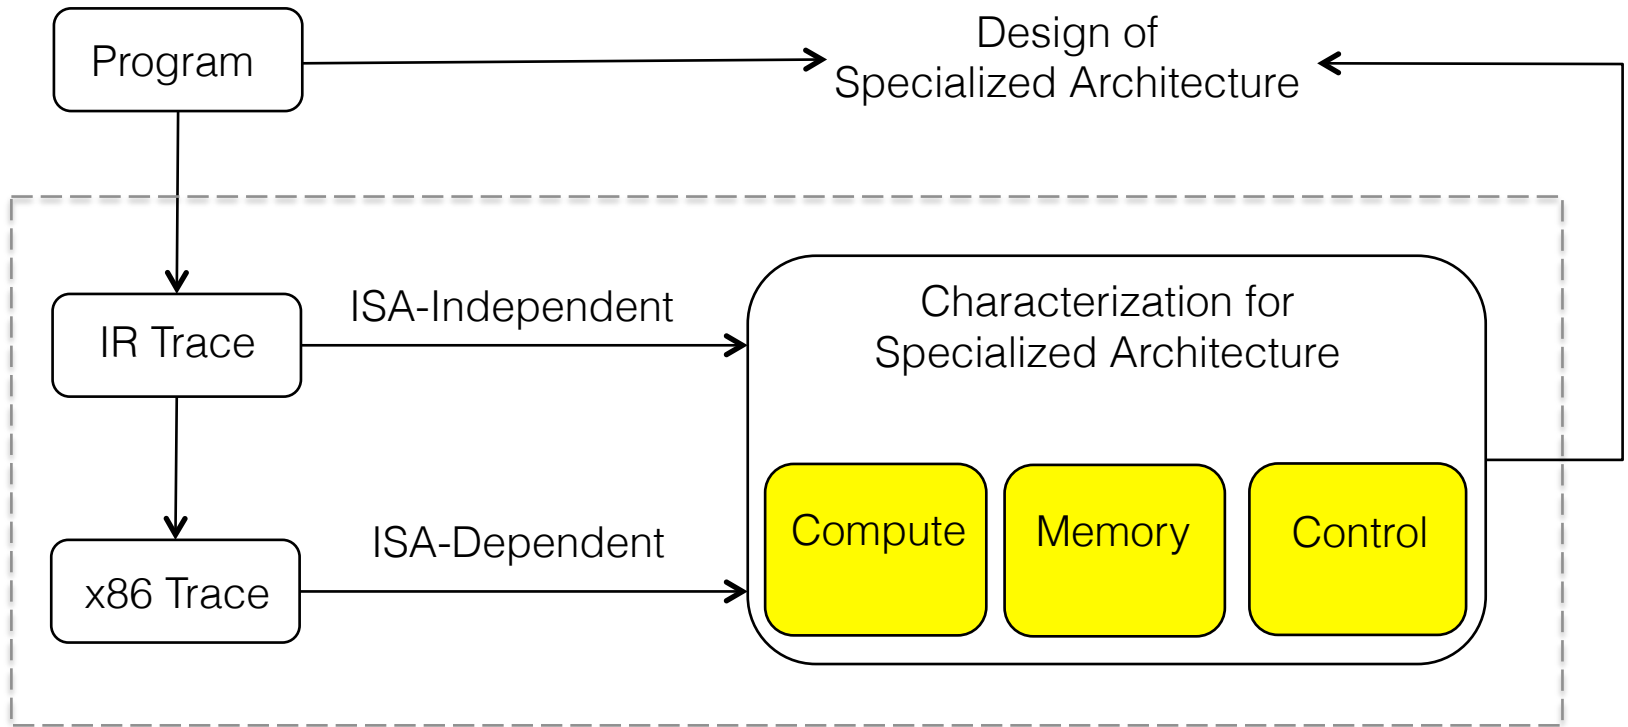 Program
Design of
Specialized Architecture
IR Trace
ISA-Independent
Characterization for
Specialized Architecture
x86 Trace
ISA-Dependent
Compute
Memory
Control